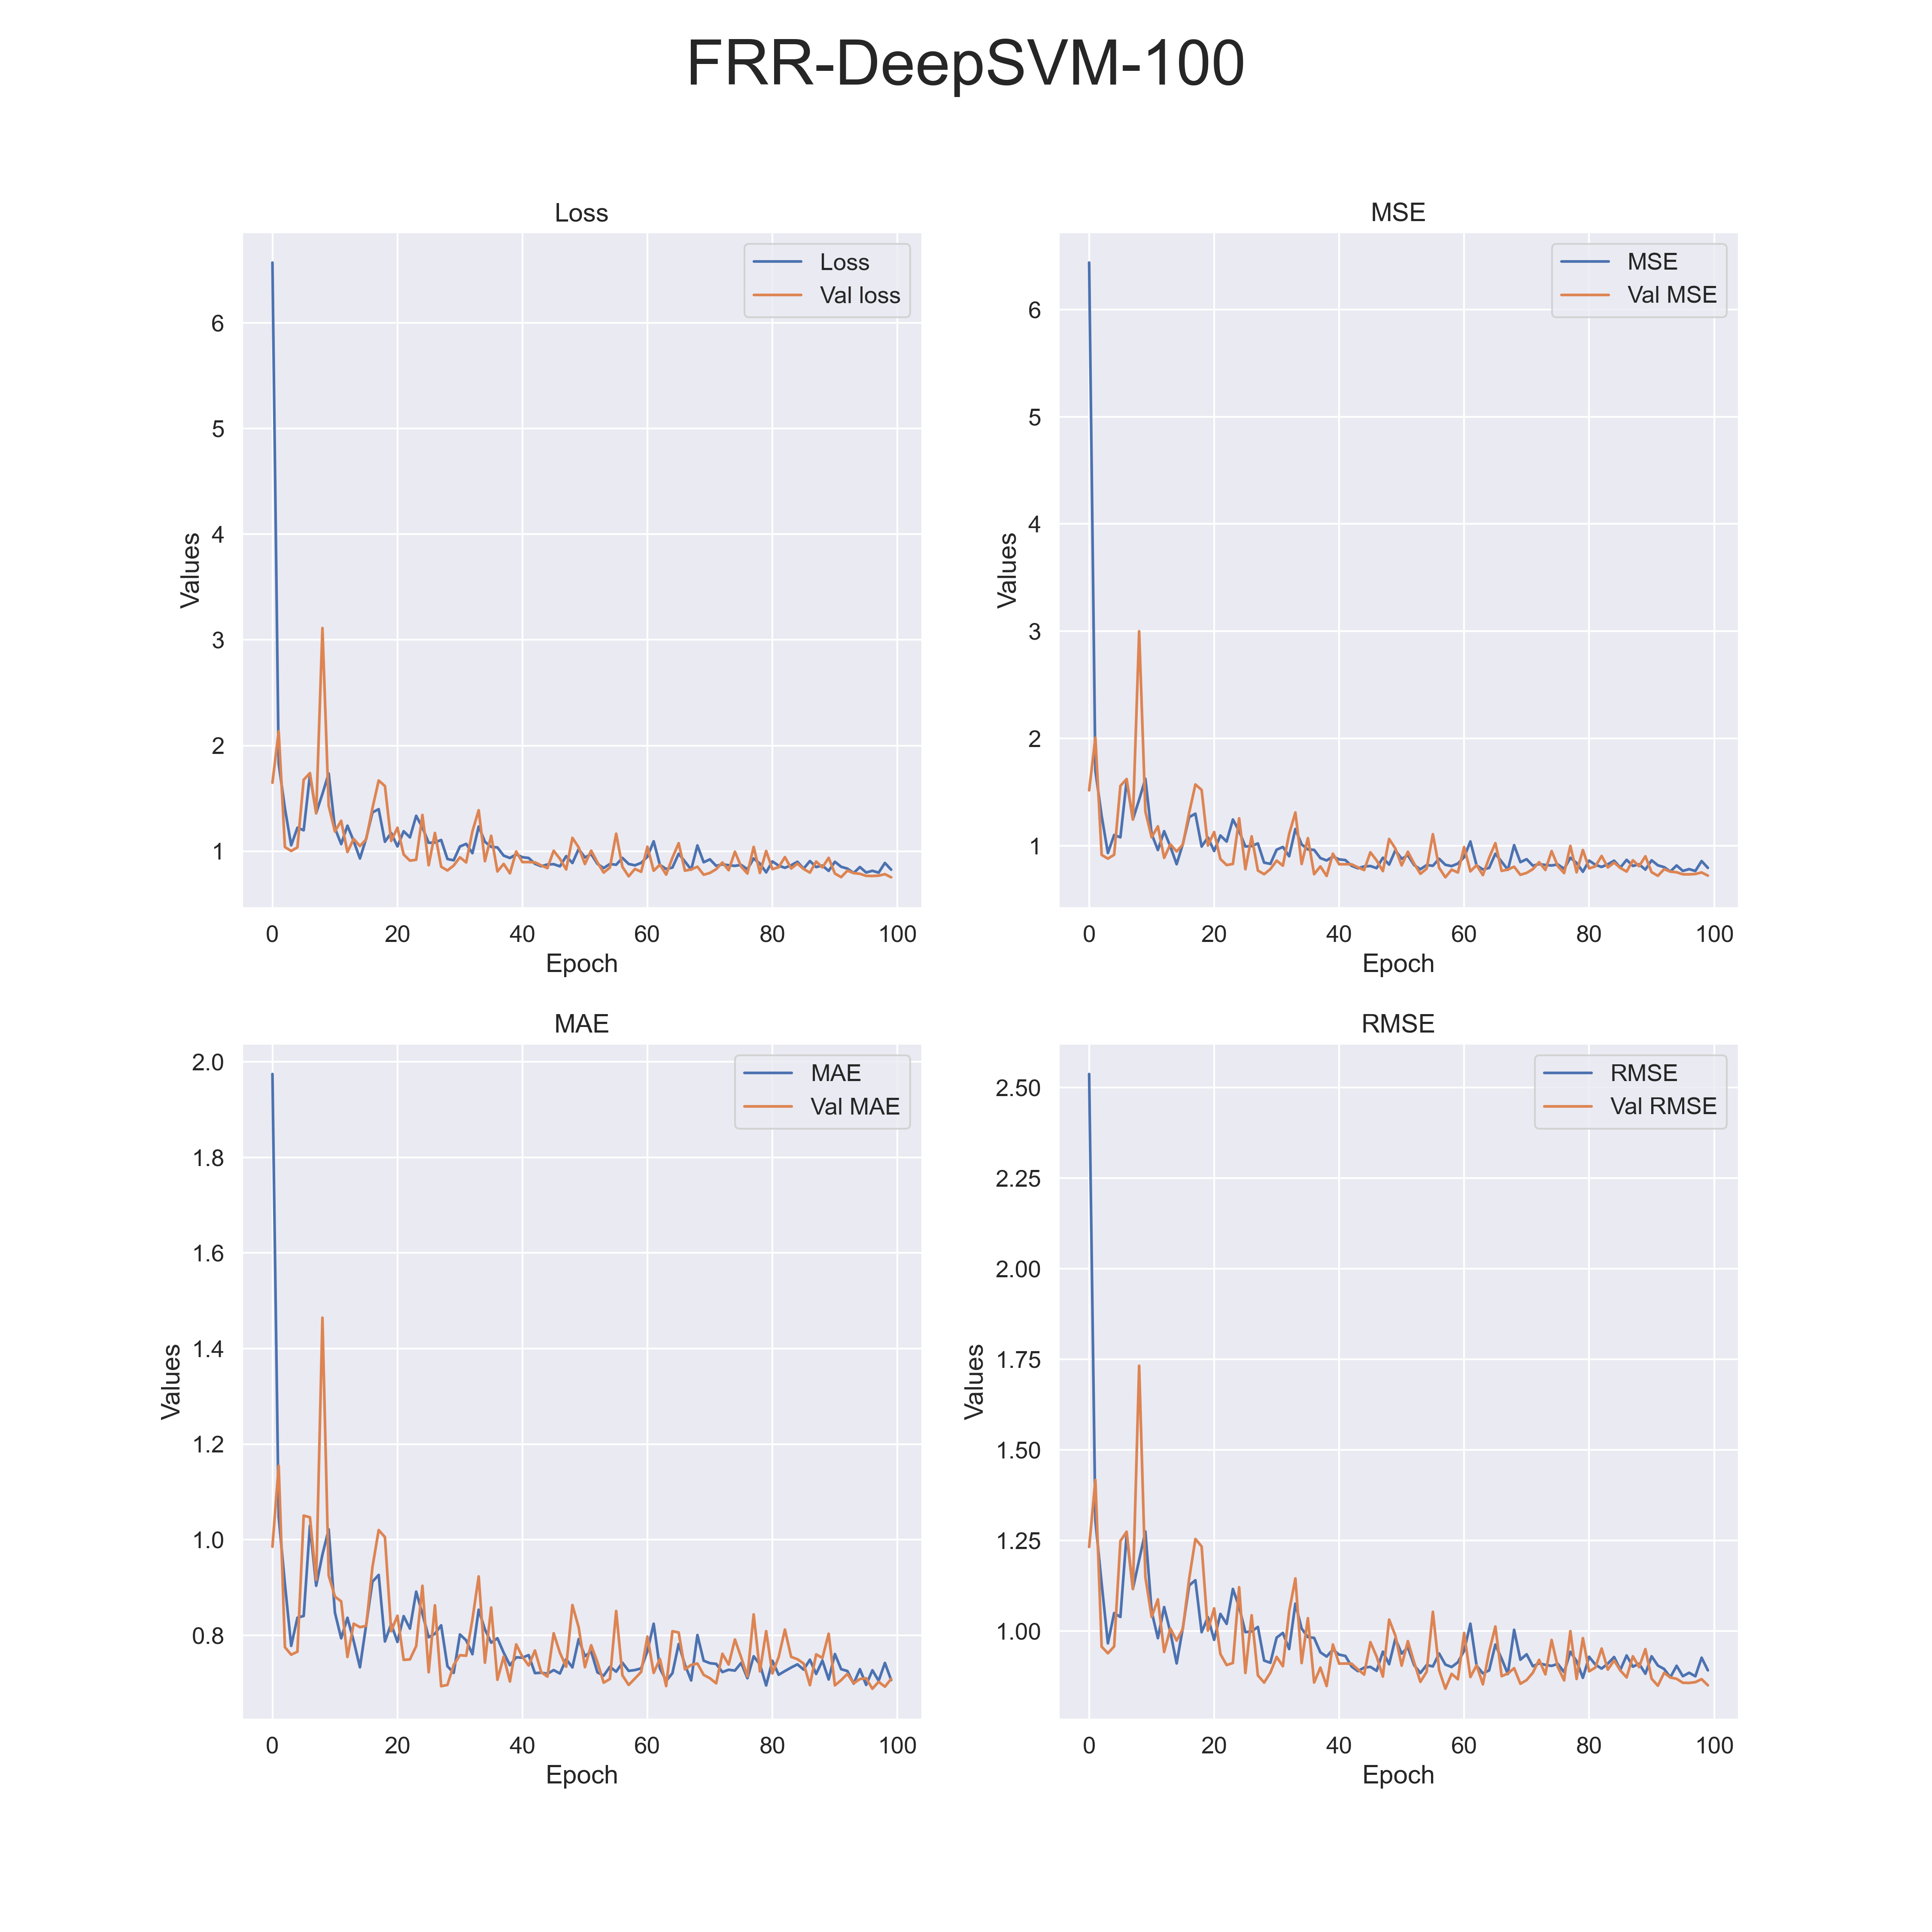 FRR-DeepSVM-100
Loss
Loss
Val loss
6
5
4
3
2
1
Values
0 20 40 60 80 100
Epoch
MSE
MSE
Val MSE
6
5
4
3
2
1
Values
0 20 40 60 80 100
Epoch
MAE
MAE
Val MAE
2.0
1.8
1.6
1.4
1.2
1.0
0.8
Values
0 20 40 60 80 100
Epoch
RMSE
RMSE
Val RMSE
2.50
2.25
2.00
1.75
1.50
1.25
1.00
Values
0 20 40 60 80 100
Epoch